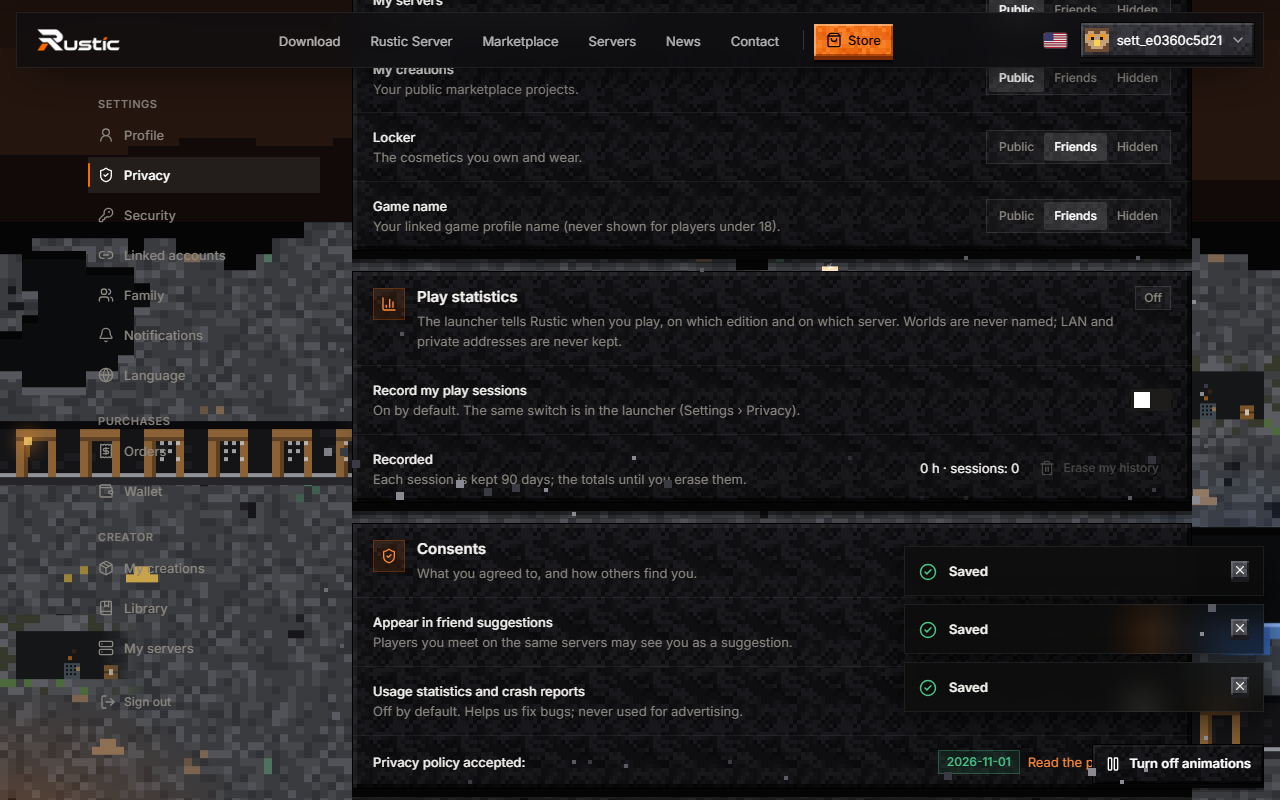 Rustic
Download
Rustic Server
Marketplace
Servers
News
Contact
Store
sett_e0360c5d21
SETTINGS
Profile
Privacy
Security
Linked accounts
Family
Notifications
Language
PURCHASES
Orders
Wallet
CREATOR
My creations
Library
My servers
Sign out
My servers
Public Friends Hidden
My creations
Your public marketplace projects.
Public Friends Hidden
Locker
The cosmetics you own and wear.
Public Friends Hidden
Game name
Your linked game profile name (never shown for players under 18).
Public Friends Hidden
Play statistics
Off
The launcher tells Rustic when you play, on which edition and on which server. Worlds are never named; LAN and
private addresses are never kept.
Record my play sessions
On by default. The same switch is in the launcher (Settings › Privacy).
Recorded
Each session is kept 90 days; the totals until you erase them.
0 h · sessions: 0
Erase my history
Consents
What you agreed to, and how others find you.
Appear in friend suggestions
Players you meet on the same servers may see you as a suggestion.
Usage statistics and crash reports
Off by default. Helps us fix bugs; never used for advertising.
Privacy policy accepted:
2026-11-01
Read the
Saved
Saved
Saved
Turn off animations